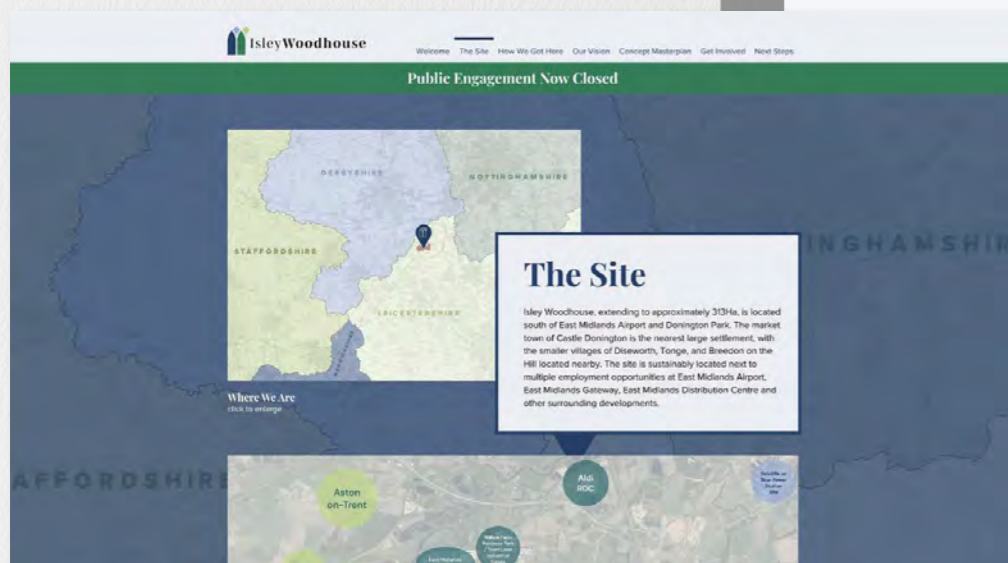 IsleyWoodhouse
Welcome The Site How We Got Here Our Vision Concept Masterplan Get Involved Next Steps
Public Engagement Now Closed
DERBYSHIRE
NOTTINGHAMSHIRE
STAFFORDSHIRE
LEICESTERSHIRE
INGHAMSHIR
The Site
Isley Woodhouse, extending to approximately 313Ha, is located
south of East Midlands Airport and Donington Park. The market
town of Castle Donington is the nearest large settlement, with
the smaller villages of Diseworth, Tonge, and Breedon on the
Hill located nearby. The site is sustainably located next to
multiple employment opportunities at East Midlands Airport,
East Midlands Gateway, East Midlands Distribution Centre and
other surrounding developments.
Where We Are
click to enlarge
AFFORDSHIRE
Aston
on-Trent
Aldi
RDC
East Midlands